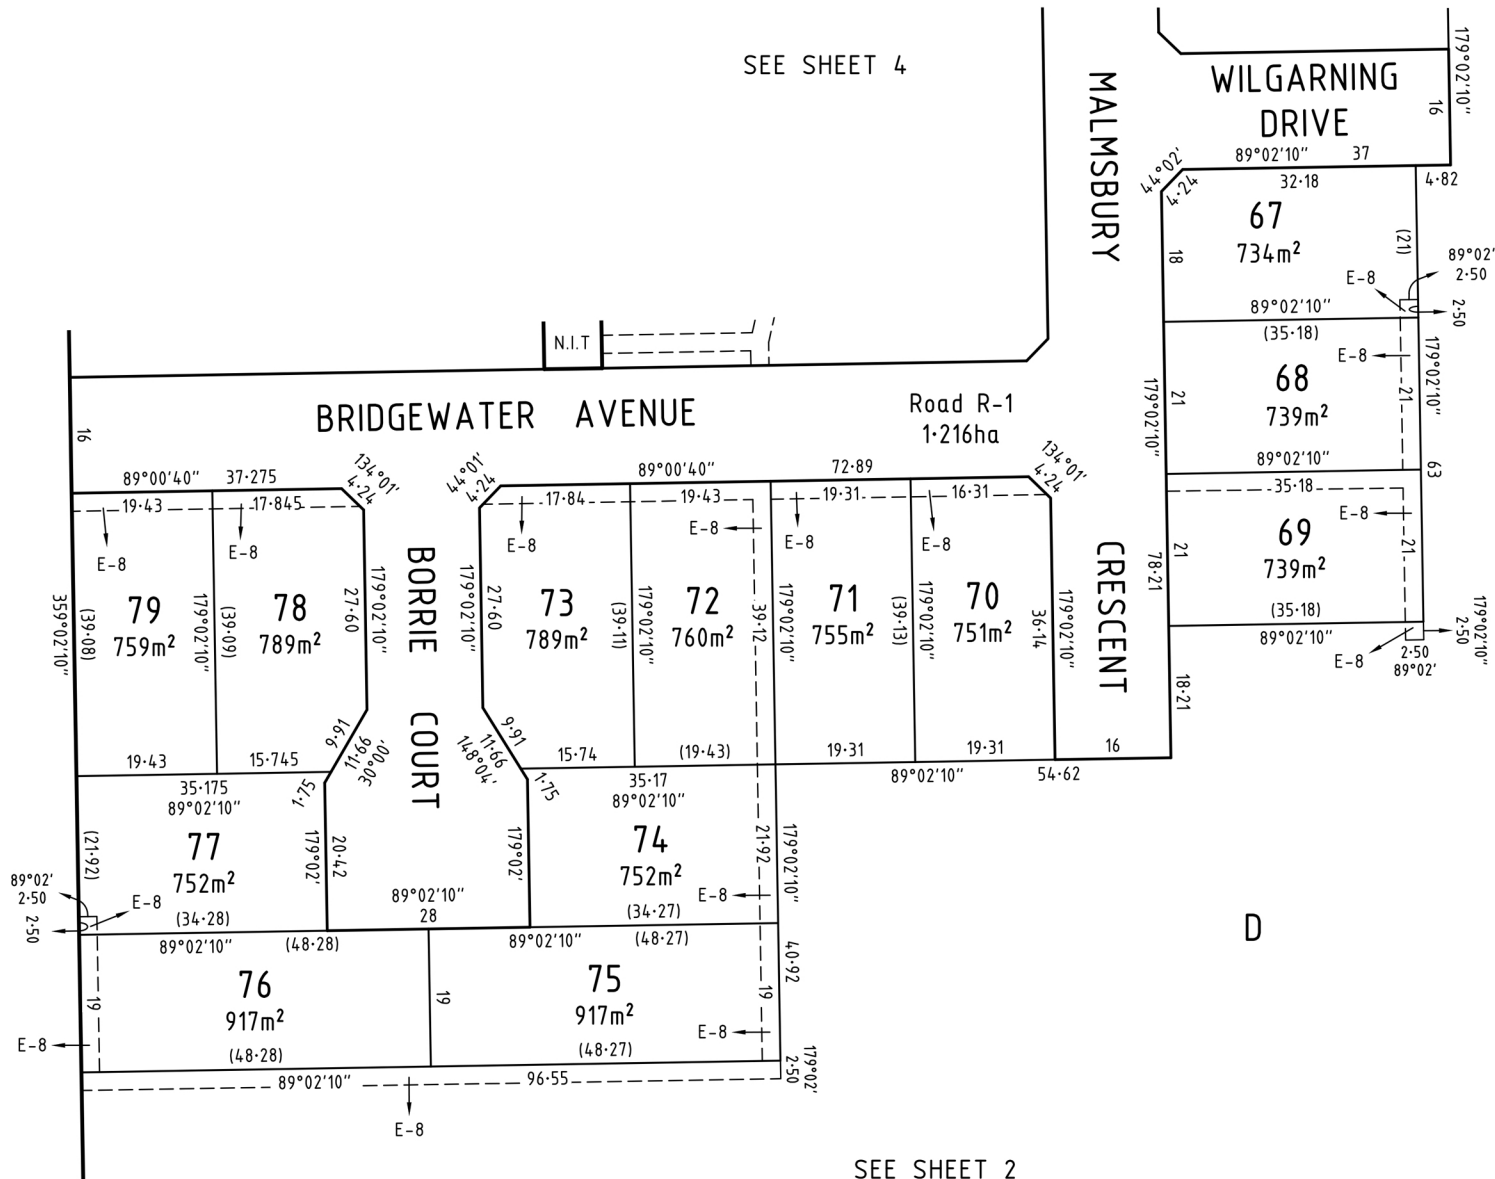 SEE SHEET 4
WILGARNING
DRIVE
179°02'10"
16
89°02'10" 37
MALMSBURY
44°02'
4·24
32·18
4·82
67
734m²
18
(21)
89°02'
2·50
E-8
2·50
89°02'10"
(35·18)
E-8
68
739m²
179°02'10"
21
21
179°02'10"
89°02'10"
63
35·18
E-8
69
739m²
78·21
21
21
(35·18)
89°02'10"
179°02'10"
2·50
2·50
89°02'
E-8
18·21
N.I.T
BRIDGEWATER AVENUE
Road R-1
1·216ha
16
89°00'40" 37·275
134°01'
4·24
44°01'
4·24
89°00'40" 72·89
134°01'
4·24
19·43
17·845
17·84
19·43
19·31
16·31
E-8
E-8
E-8
E-8
E-8
E-8
BORRIE
COURT
CRESCENT
359°02'10"
(39·08)
79
759m²
179°02'10"
(39·09)
78
789m²
27·60
179°02'10"
179°02'10"
27·60
73
789m²
(39·11)
179°02'10"
72
760m²
39·12
179°02'10"
71
755m²
(39·13)
179°02'10"
70
751m²
36·14
179°02'10"
19·43
15·745
9·91
11·66
30°00'
1·75
9·91
11·66
148°04'
1·75
15·74
(19·43)
19·31
19·31
16
35·175
89°02'10"
35·17
89°02'10"
89°02'10" 54·62
(21·92)
77
752m²
179°02'
20·42
179°02'
74
752m²
21·92
179°02'10"
89°02'
2·50
2·50
E-8
(34·28)
89°02'10"
28
E-8
(34·27)
89°02'10" (48·28)
89°02'10" (48·27)
40·92
D
19
76
917m²
19
75
917m²
19
E-8
(48·28)
(48·27)
E-8
179°02'
2·50
89°02'10" 96·55
E-8
SEE SHEET 2